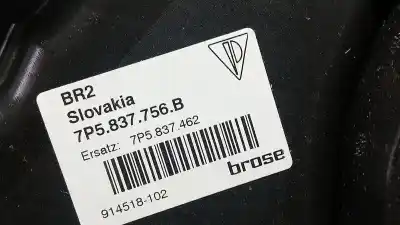 BR2
Slovakia
7P5.837.756.B
Ersatz: 7P5.837.462
brose
914518-102